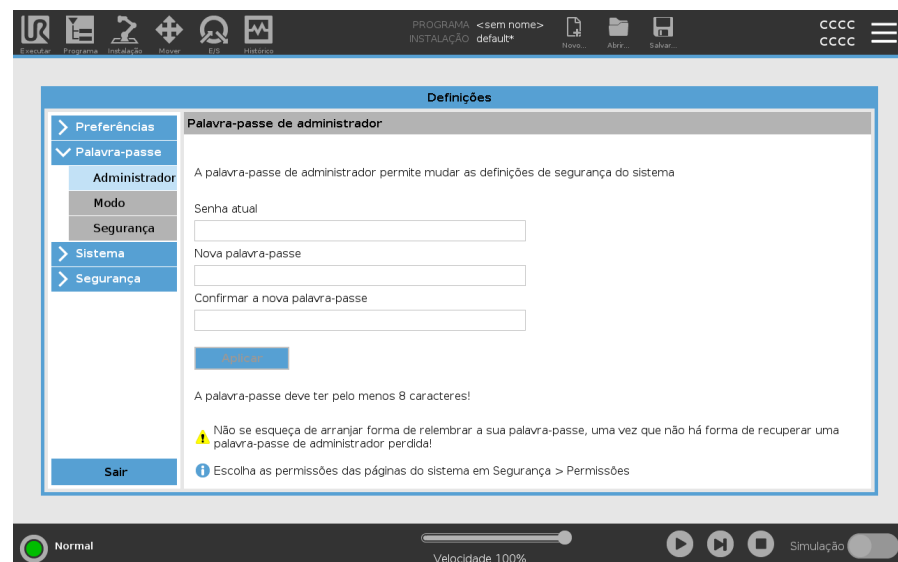 UR
PROGRAMA <sem nome>
INSTALAÇÃO default*
CCCC
CCCC
Executar Programa Instalação Mover E/S Histórico Novo... Abrir... Salvar...
Definições
Preferências
Palavra-passe
Administrador
Modo
Segurança
Sistema
Segurança
Sair
Palavra-passe de administrador
A palavra-passe de administrador permite mudar as definições de segurança do sistema
Senha atual
Nova palavra-passe
Confirmar a nova palavra-passe
Aplicar
A palavra-passe deve ter pelo menos 8 caracteres!
Não se esqueça de arranjar forma de relembrar a sua palavra-passe, uma vez que não há forma de recuperar uma
palavra-passe de administrador perdida!
Escolha as permissões das páginas do sistema em Segurança > Permissões
Normal
Velocidade 100%
Simulação